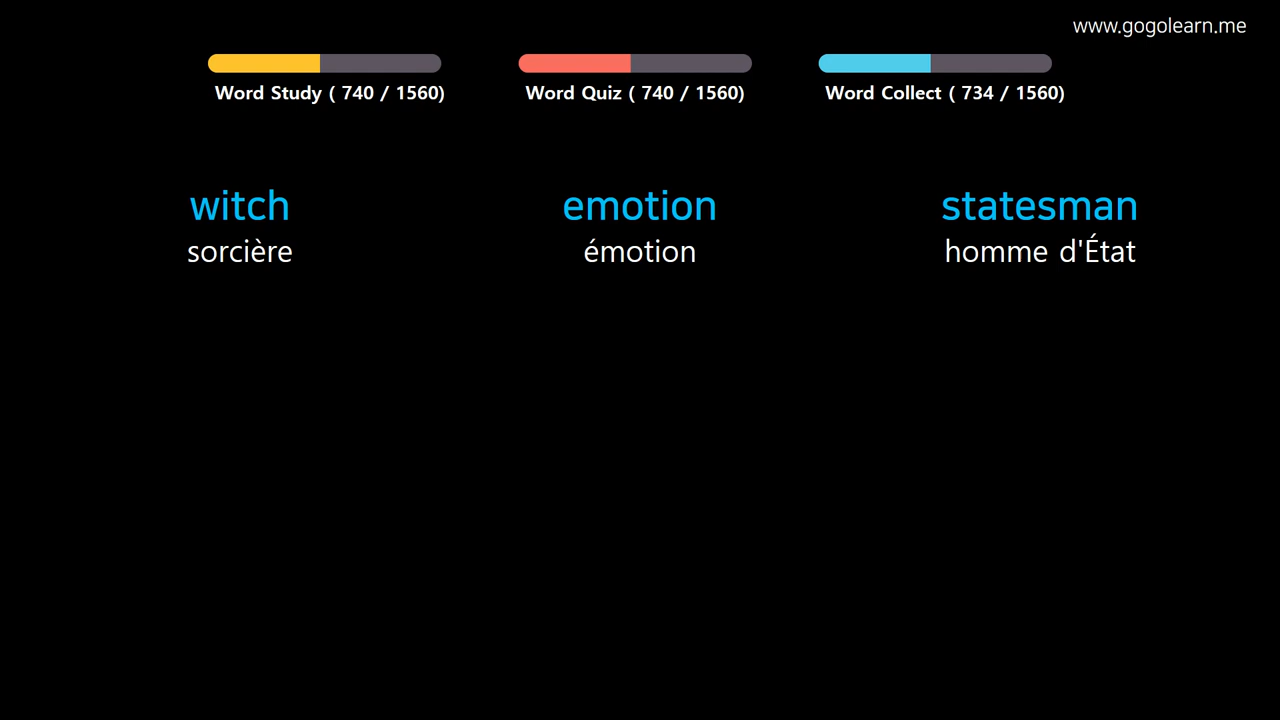 www.gogolearn.me
Word Study ( 740 / 1560)
Word Quiz ( 740 / 1560)
Word Collect ( 734 / 1560)
witch
sorcière
emotion
émotion
statesman
homme d'État